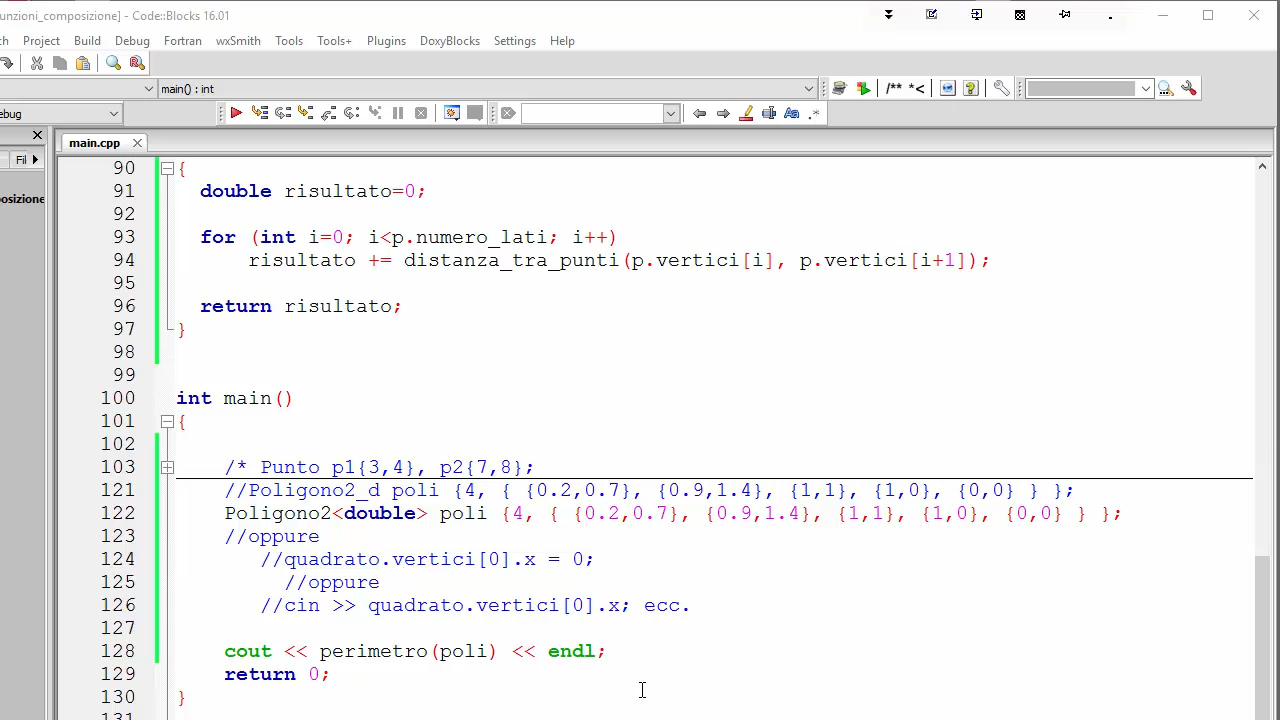 unzioni_composizione] - Code::Blocks 16.01
ch Project Build Debug Fortran wxSmith Tools Tools+ Plugins DoxyBlocks Settings Help
main() : int
/** *<
ebug
main.cpp
Fil
posizione
90 {
91 double risultato=0;
92
93 for (int i=0; i<p.numero_lati; i++)
94 risultato += distanza_tra_punti(p.vertici[i], p.vertici[i+1]);
95
96 return risultato;
97 }
98
99
100 int main()
101 {
102
103 /* Punto p1{3,4}, p2{7,8};
121 //Poligono2_d poli {4, { {0.2,0.7}, {0.9,1.4}, {1,1}, {1,0}, {0,0} } };
122 Poligono2<double> poli {4, { {0.2,0.7}, {0.9,1.4}, {1,1}, {1,0}, {0,0} } };
123 //oppure
124 //quadrato.vertici[0].x = 0;
125 //oppure
126 //cin >> quadrato.vertici[0].x; ecc.
127
128 cout << perimetro(poli) << endl;
129 return 0;
130 }
131